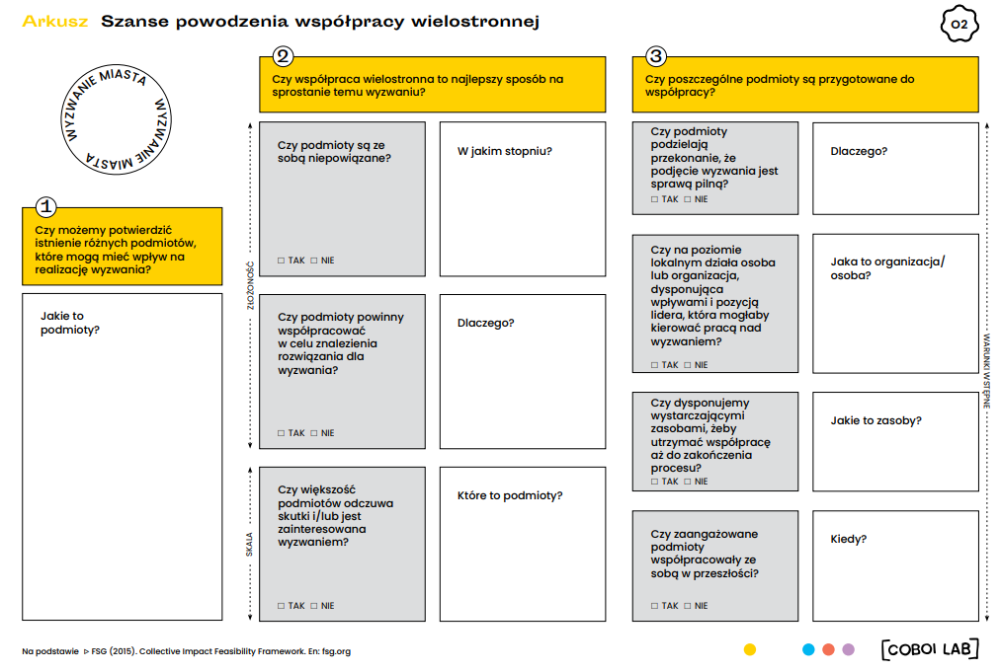 Arkusz Szanse powodzenia współpracy wielostronnej
02
WYZWANIE MIASTA
WYZWANIE MIASTA
1
Czy możemy potwierdzić
istnienie różnych podmiotów,
które mogą mieć wpływ na
realizację wyzwania?
Jakie to
podmioty?
2
Czy współpraca wielostronna to najlepszy sposób na
sprostanie temu wyzwaniu?
ZŁOŻONOŚĆ
Czy podmioty są ze
sobą niepowiązane?
☐ TAK ☐ NIE
W jakim stopniu?
Czy podmioty powinny
współpracować
w celu znalezienia
rozwiązania dla
wyzwania?
☐ TAK ☐ NIE
Dlaczego?
SKALA
Czy większość
podmiotów odczuwa
skutki i/lub jest
zainteresowana
wyzwaniem?
☐ TAK ☐ NIE
Które to podmioty?
3
Czy poszczególne podmioty są przygotowane do
współpracy?
Czy podmioty
podzielają
przekonanie, że
podjęcie wyzwania jest
sprawą pilną?
☐ TAK ☐ NIE
Dlaczego?
Czy na poziomie
lokalnym działa osoba
lub organizacja,
dysponująca
wpływami i pozycją
lidera, która mogłaby
kierować pracą nad
wyzwaniem?
☐ TAK ☐ NIE
Jaka to organizacja/
osoba?
Czy dysponujemy
wystarczającymi
zasobami, żeby
utrzymać współpracę
aż do zakończenia
procesu?
☐ TAK ☐ NIE
Jakie to zasoby?
Czy zaangażowane
podmioty
współpracowały ze
sobą w przeszłości?
☐ TAK ☐ NIE
Kiedy?
WARUNKI WSTĘPNE
Na podstawie ▷ FSG (2015). Collective Impact Feasibility Framework. En: fsg.org
[COBOI LAB]